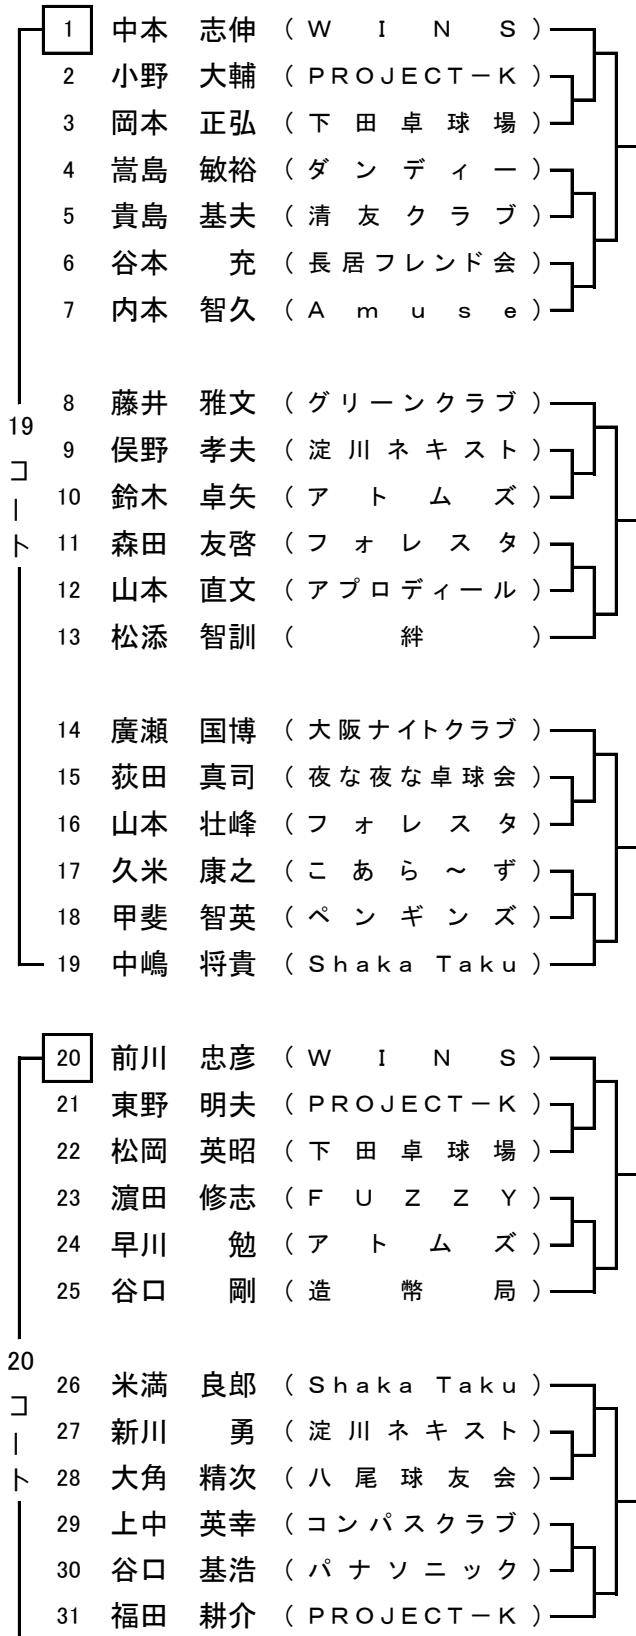 1 中本 志伸 (WINS)
2 小野 大輔 (PROJECT－K)
3 岡本 正弘 (下田卓球場)
4 嵩島 敏裕 (ダンディー)
5 貴島 基夫 (清友クラブ)
6 谷本 充 (長居フレンド会)
7 内本 智久 (Amuse)
8 藤井 雅文 (グリーンクラブ)
19コート
9 俣野 孝夫 (淀川ネキスト)
10 鈴木 卓矢 (アトムズ)
11 森田 友啓 (フォレスタ)
12 山本 直文 (アプロディール)
13 松添 智訓 (絆)
14 廣瀬 国博 (大阪ナイトクラブ)
15 荻田 真司 (夜な夜な卓球会)
16 山本 壮峰 (フォレスタ)
17 久米 康之 (こあら～ず)
18 甲斐 智英 (ペンギンズ)
19 中嶋 将貴 (Shaka Taku)
20 前川 忠彦 (WINS)
21 東野 明夫 (PROJECT－K)
22 松岡 英昭 (下田卓球場)
23 濵田 修志 (FUZZY)
24 早川 勉 (アトムズ)
25 谷口 剛 (造幣局)
20コート
26 米満 良郎 (Shaka Taku)
27 新川 勇 (淀川ネキスト)
28 大角 精次 (八尾球友会)
29 上中 英幸 (コンパスクラブ)
30 谷口 基浩 (パナソニック)
31 福田 耕介 (PROJECT－K)